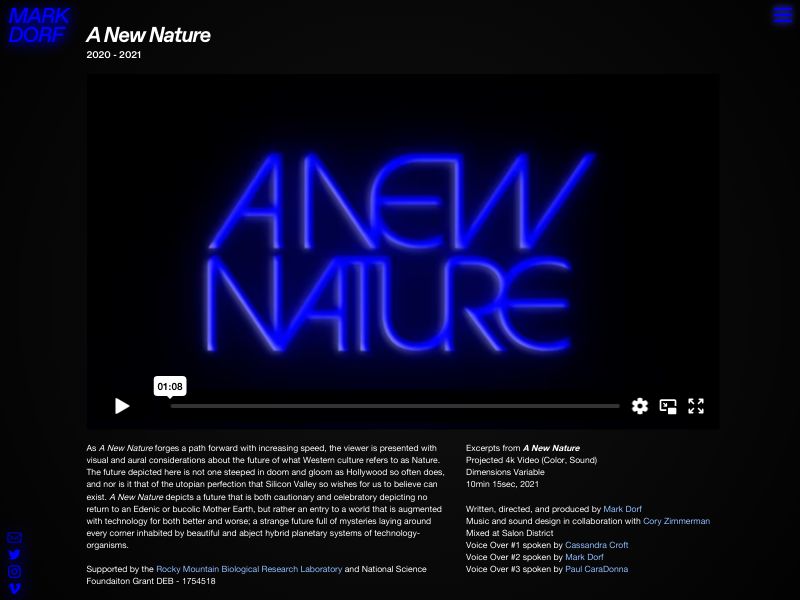 MARK
DORF
A New Nature
2020 - 2021
A NEW
NATURE
01:08
As A New Nature forges a path forward with increasing speed, the viewer is presented with
visual and aural considerations about the future of what Western culture refers to as Nature.
The future depicted here is not one steeped in doom and gloom as Hollywood so often does,
and nor is it that of the utopian perfection that Silicon Valley so wishes for us to believe can
exist. A New Nature depicts a future that is both cautionary and celebratory depicting no
return to an Edenic or bucolic Mother Earth, but rather an entry to a world that is augmented
with technology for both better and worse; a strange future full of mysteries laying around
every corner inhabited by beautiful and abject hybrid planetary systems of technology-
organisms.
Supported by the Rocky Mountain Biological Research Laboratory and National Science
Foundaiton Grant DEB - 1754518
Excerpts from A New Nature
Projected 4k Video (Color, Sound)
Dimensions Variable
10min 15sec, 2021
Written, directed, and produced by Mark Dorf
Music and sound design in collaboration with Cory Zimmerman
Mixed at Salon District
Voice Over #1 spoken by Cassandra Croft
Voice Over #2 spoken by Mark Dorf
Voice Over #3 spoken by Paul CaraDonna